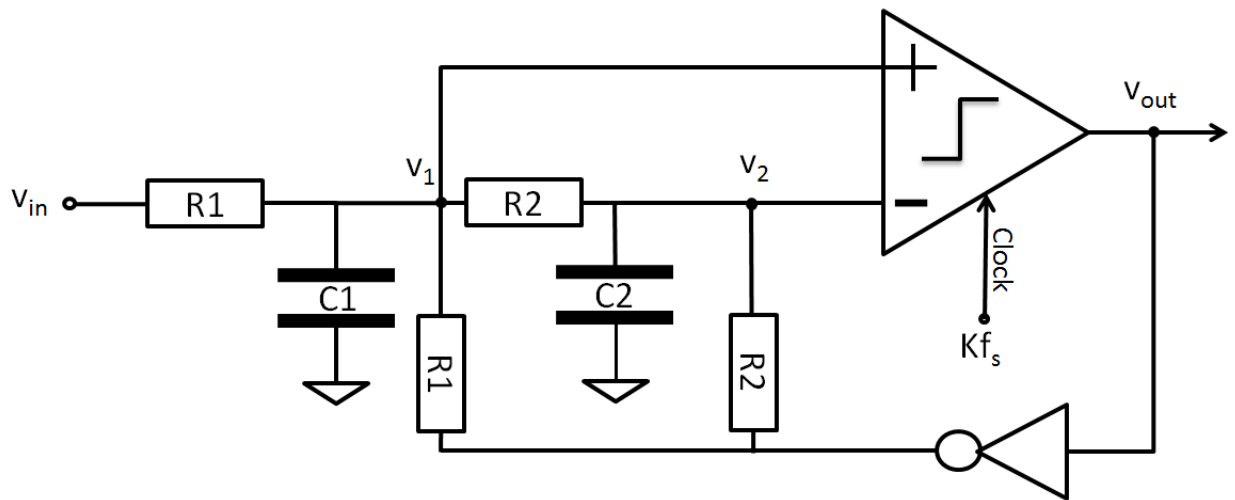 v_in
R1
v_1
C1
R2
v_2
C2
R1
R2
+
-
v_out
Clock
Kf_s